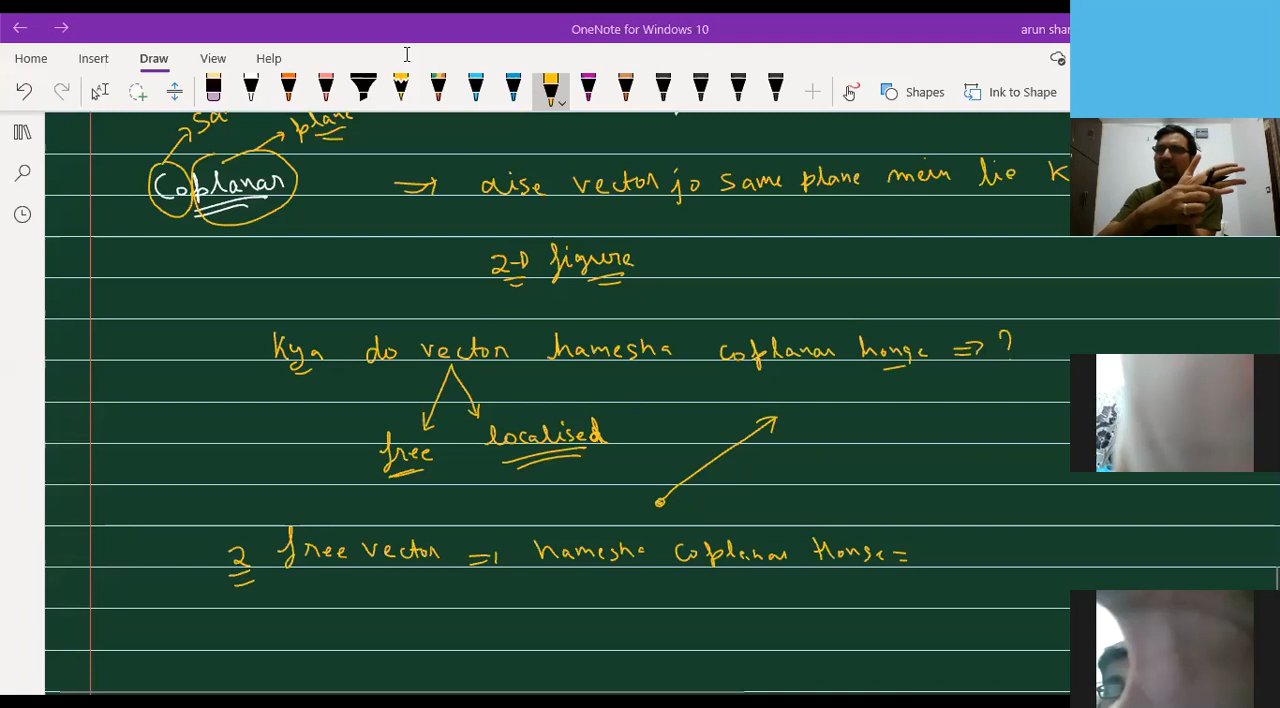 OneNote for Windows 10
arun shar
Home Insert Draw View Help
Shapes Ink to Shape
plane
Coplanar ⇒ aise vector jo same plane mein lie
2-D figure
Kya do vector hamesha coplanar honge => ?
free localised
2 free vector => hamesha coplanar honge =